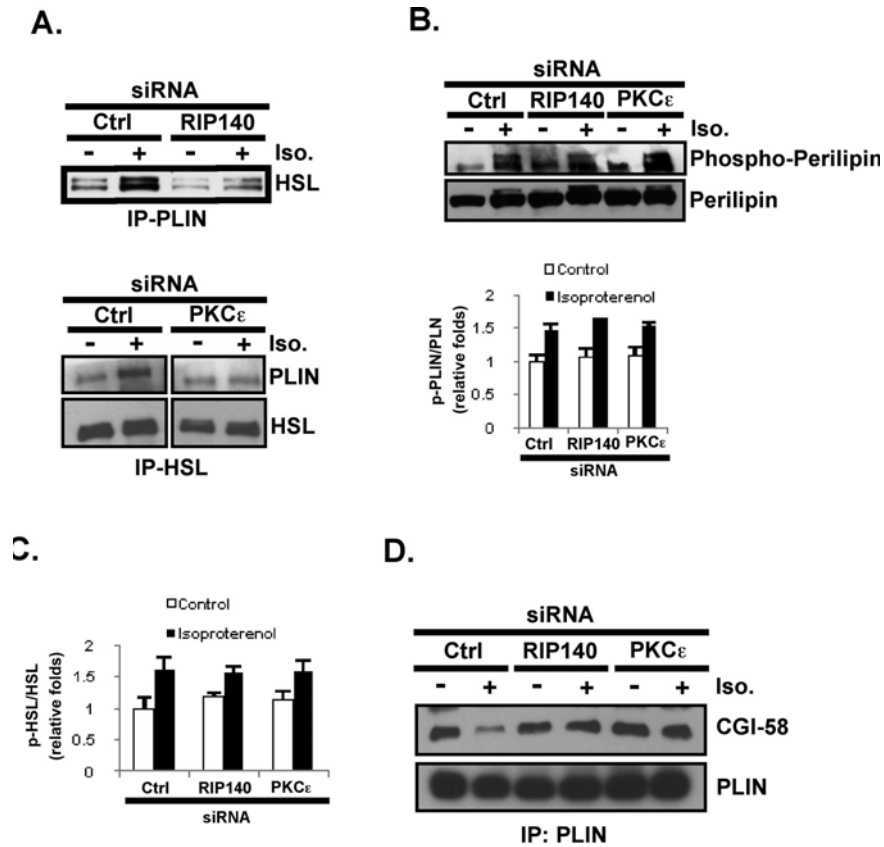 A.
siRNA
Ctrl RIP140
- + - + Iso.
HSL
IP-PLIN
siRNA
Ctrl PKCε
- + - + Iso.
PLIN
HSL
IP-HSL
B.
siRNA
Ctrl RIP140 PKCε
- + - + - + Iso.
Phospho-Perilipin
Perilipin
Control
Isoproterenol
p-PLIN/PLN
(relative folds)
2
1.5
1
0.5
0
Ctrl RIP140 PKCε
siRNA
C.
Control
Isoproterenol
p-HSL/HSL
(relative folds)
2
1.5
1
0.5
0
Ctrl RIP140 PKCε
siRNA
D.
siRNA
Ctrl RIP140 PKCε
- + - + - + Iso.
CGI-58
PLIN
IP: PLIN